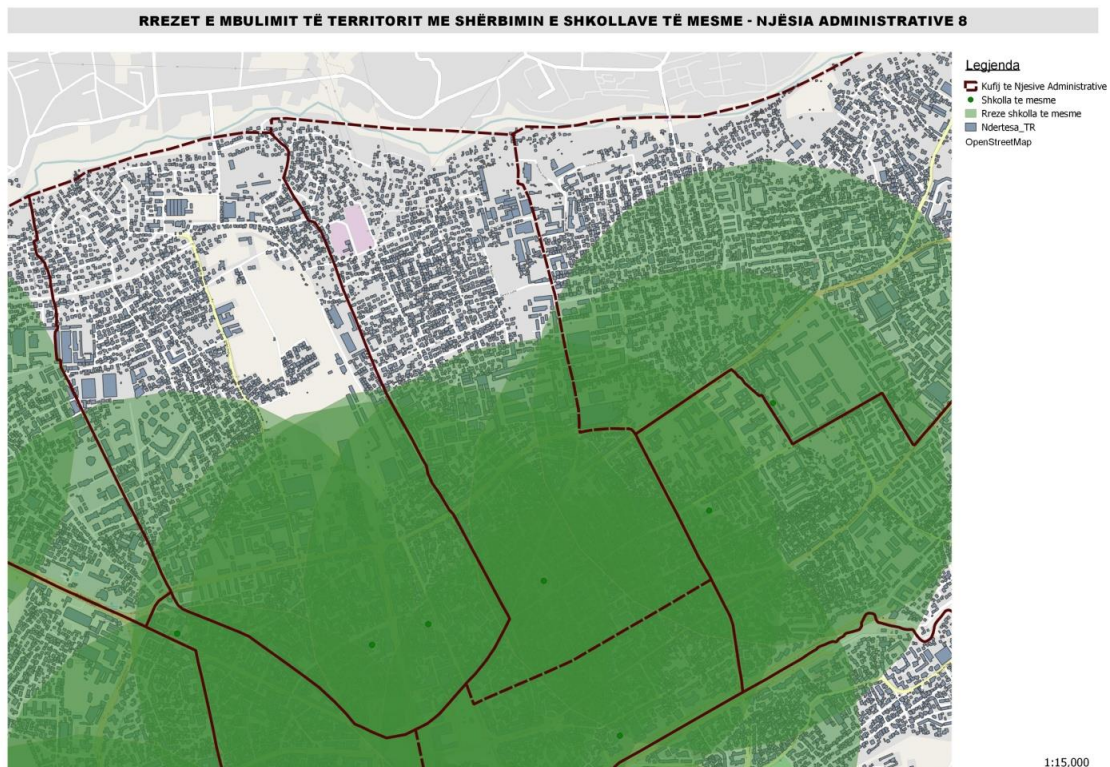 RREZET E MBULIMIT TË TERRITORIT ME SHËRBIMIN E SHKOLLAVE TË MESME - NJËSIA ADMINISTRATIVE 8
Legjenda
Kufij te Njesive Administrative
Shkolla te mesme
Rreze shkolla te mesme
Ndertesa_TR
OpenStreetMap
1:15.000